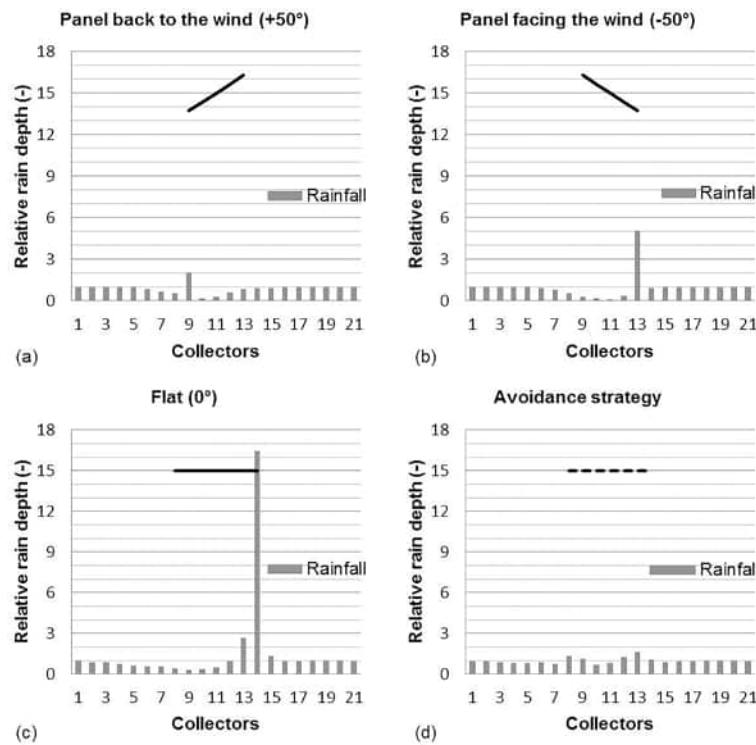 Panel back to the wind (+50°)
Relative rain depth (-)
18
15
12
9
6
3
0
Rainfall
1 3 5 7 9 11 13 15 17 19 21
(a)
Collectors
Panel facing the wind (-50°)
Relative rain depth (-)
18
15
12
9
6
3
0
Rainfall
1 3 5 7 9 11 13 15 17 19 21
(b)
Collectors
Flat (0°)
Relative rain depth (-)
18
15
12
9
6
3
0
Rainfall
1 3 5 7 9 11 13 15 17 19 21
(c)
Collectors
Avoidance strategy
Relative rain depth (-)
18
15
12
9
6
3
0
Rainfall
1 3 5 7 9 11 13 15 17 19 21
(d)
Collectors